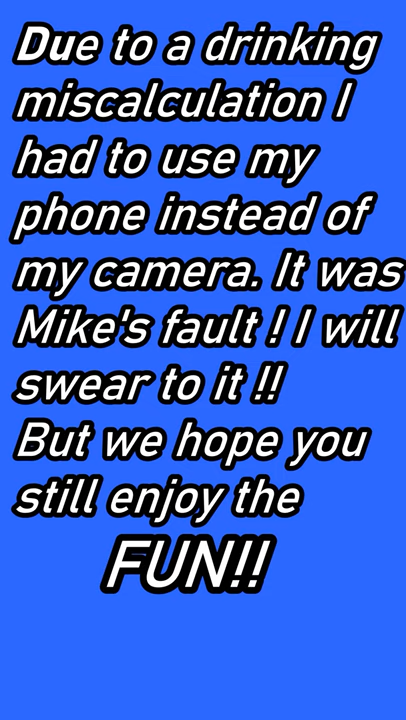 Due to a drinking
miscalculation I
had to use my
phone instead of
my camera. It was
Mike's fault ! I will
swear to it !!
But we hope you
still enjoy the
FUN!!